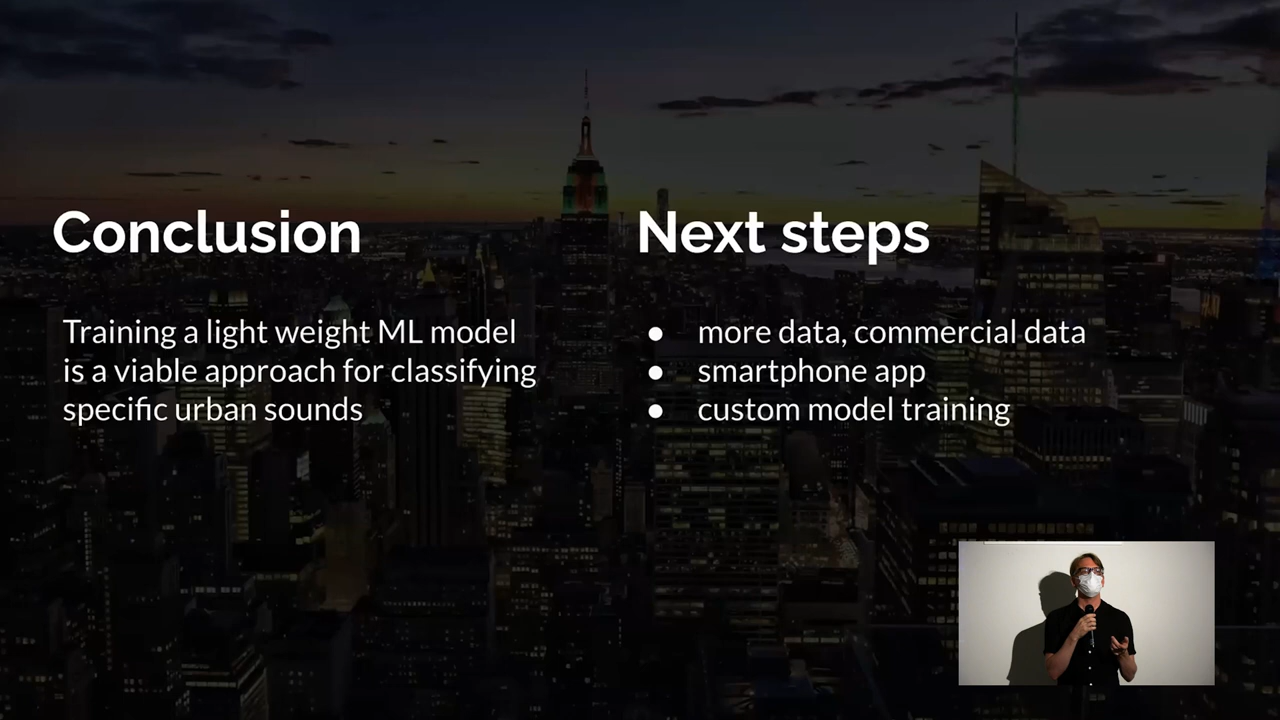 Conclusion
Training a light weight ML model
is a viable approach for classifying
specific urban sounds
Next steps
● more data, commercial data
● smartphone app
● custom model training